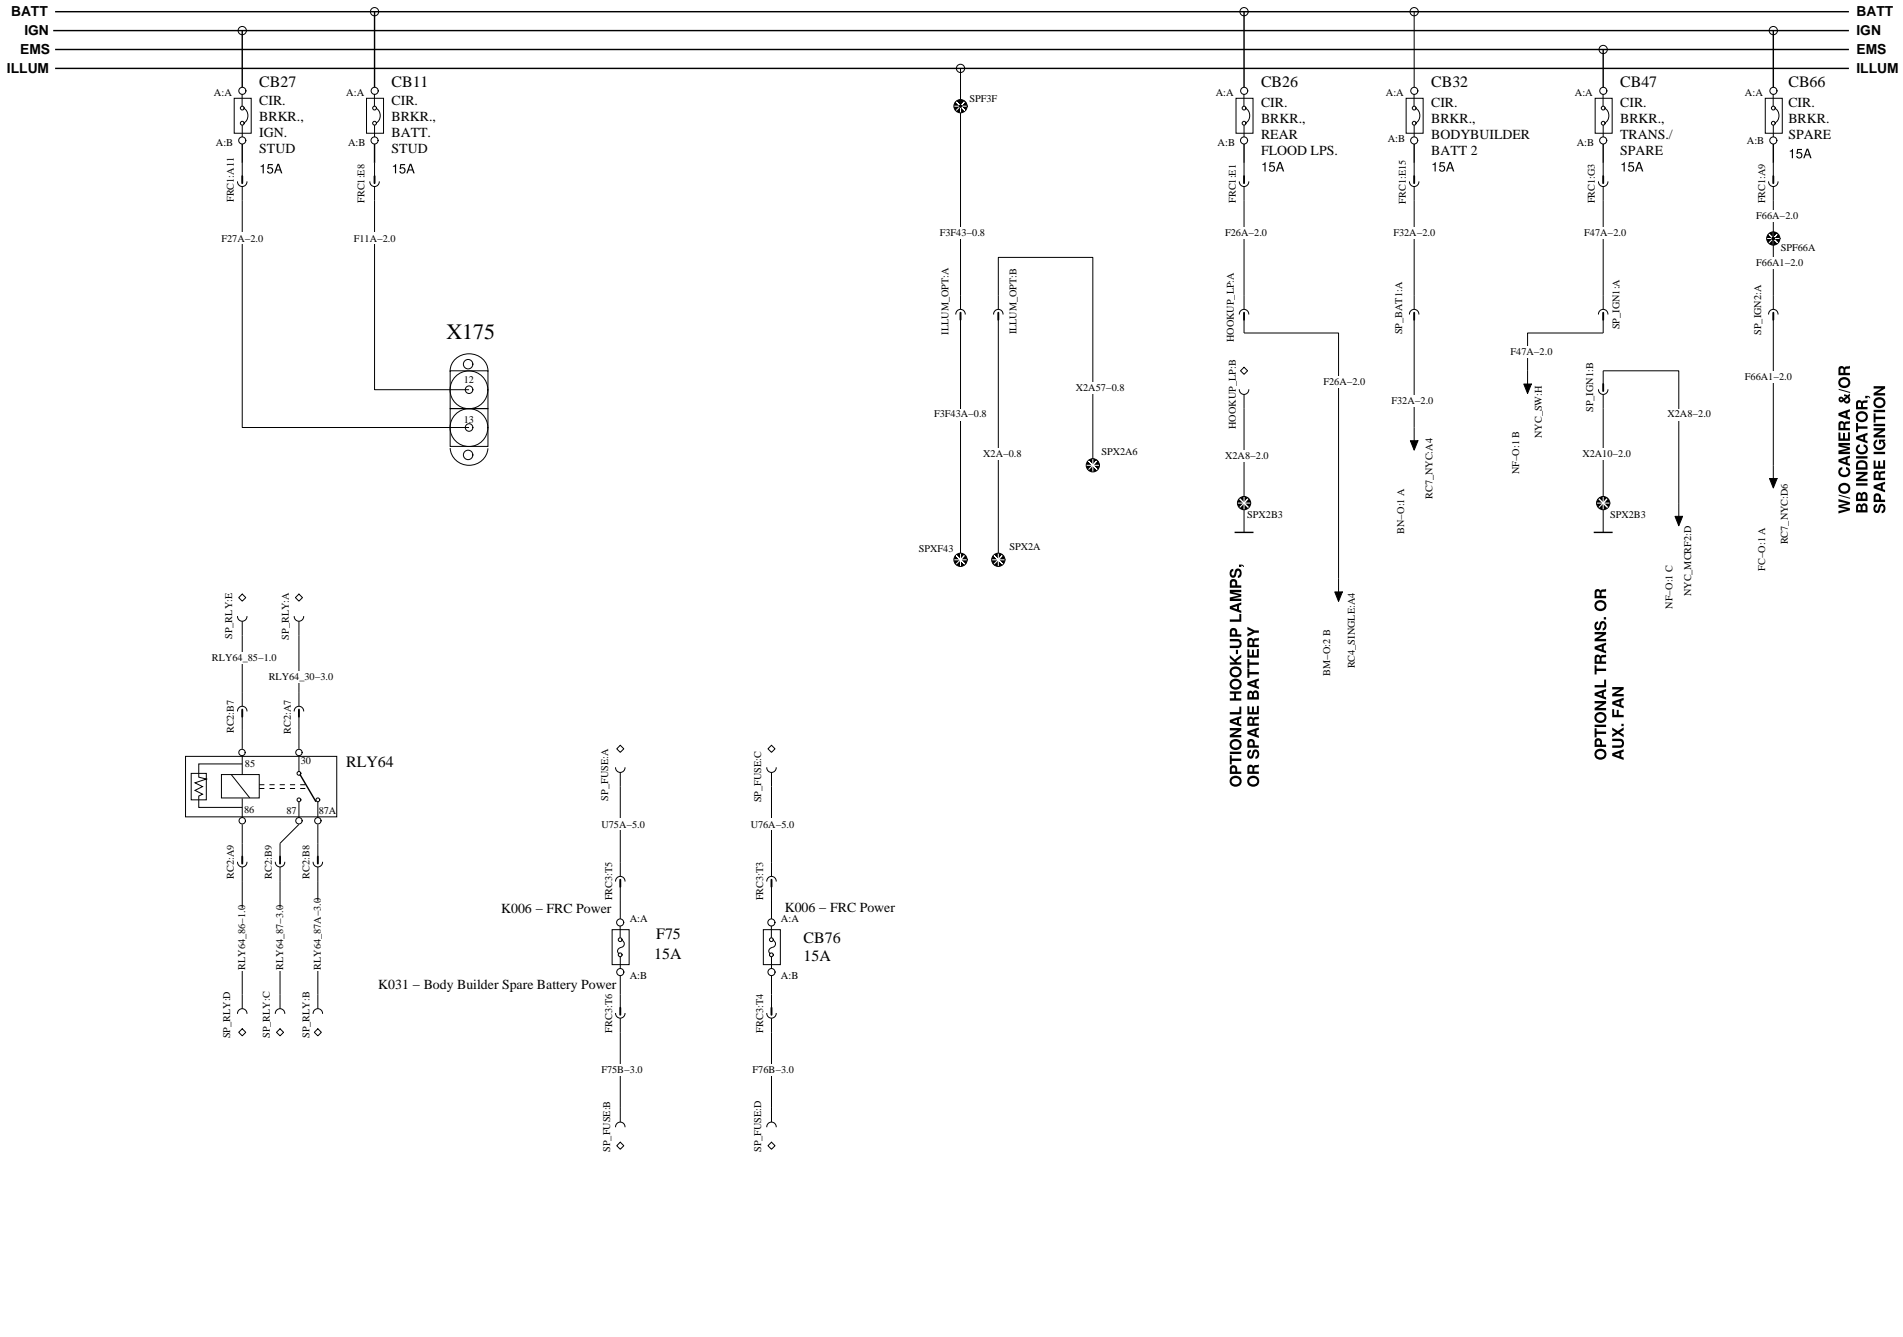 BATT
BATT
IGN
IGN
EMS
EMS
ILLUM
ILLUM
CB27
CIR.
BRKR.,
IGN.
STUD
15A
A:A
A:B
FRC1:A11
F27A–2.0
CB11
CIR.
BRKR.,
BATT.
STUD
15A
A:A
A:B
FRC1:E8
F11A–2.0
X175
12
13
SPF3F
F3F43–0.8
ILLUM_OPT:A
ILLUM_OPT:B
F3F43A–0.8
X2A–0.8
X2A57–0.8
SPX2A6
SPXF43
SPX2A
CB26
CIR.
BRKR.,
REAR
FLOOD LPS.
15A
A:A
A:B
FRC1:E1
F26A–2.0
HOOKUP_LP:A
HOOKUP_LP:B
F26A–2.0
X2A8–2.0
SPX2B3
OPTIONAL HOOK-UP LAMPS,
OR SPARE BATTERY
BM–O:2 B
RC4_SINGLE:A4
CB32
CIR.
BRKR.,
BODYBUILDER
BATT 2
15A
A:A
A:B
FRC1:E15
F32A–2.0
SP_BAT1:A
F32A–2.0
BN–O:1 A
RC7_NYC:A4
CB47
CIR.
BRKR.,
TRANS./
SPARE
15A
A:A
A:B
FRC1:G3
F47A–2.0
SP_IGN1:A
F47A–2.0
NF–O:1 B
NYC_SW:H
SP_IGN1:B
X2A8–2.0
X2A10–2.0
SPX2B3
NF–O:1 C
NYC_MCRF2:D
OPTIONAL TRANS. OR
AUX. FAN
CB66
CIR.
BRKR.
SPARE
15A
A:A
A:B
FRC1:A9
F66A–2.0
SPF66A
F66A1–2.0
SP_IGN2:A
F66A1–2.0
FC–O:1 A
RC7_NYC:D6
W/O CAMERA &/OR
BB INDICATOR,
SPARE IGNITION
SP_RLY:E
SP_RLY:A
RLY64_85–1.0
RLY64_30–3.0
RC2:B7
RC2:A7
RLY64
85
30
86
87
87A
RC2:A9
RC2:B9
RC2:B8
RLY64_86–1.0
RLY64_87–3.0
RLY64_87A–3.0
SP_RLY:D
SP_RLY:C
SP_RLY:B
SP_FUSE:A
U75A–5.0
FRC3:T5
K006 – FRC Power
A:A
F75
15A
A:B
K031 – Body Builder Spare Battery Power
FRC3:T6
F75B–3.0
SP_FUSE:B
SP_FUSE:C
U76A–5.0
FRC3:T3
K006 – FRC Power
A:A
CB76
15A
A:B
FRC3:T4
F76B–3.0
SP_FUSE:D